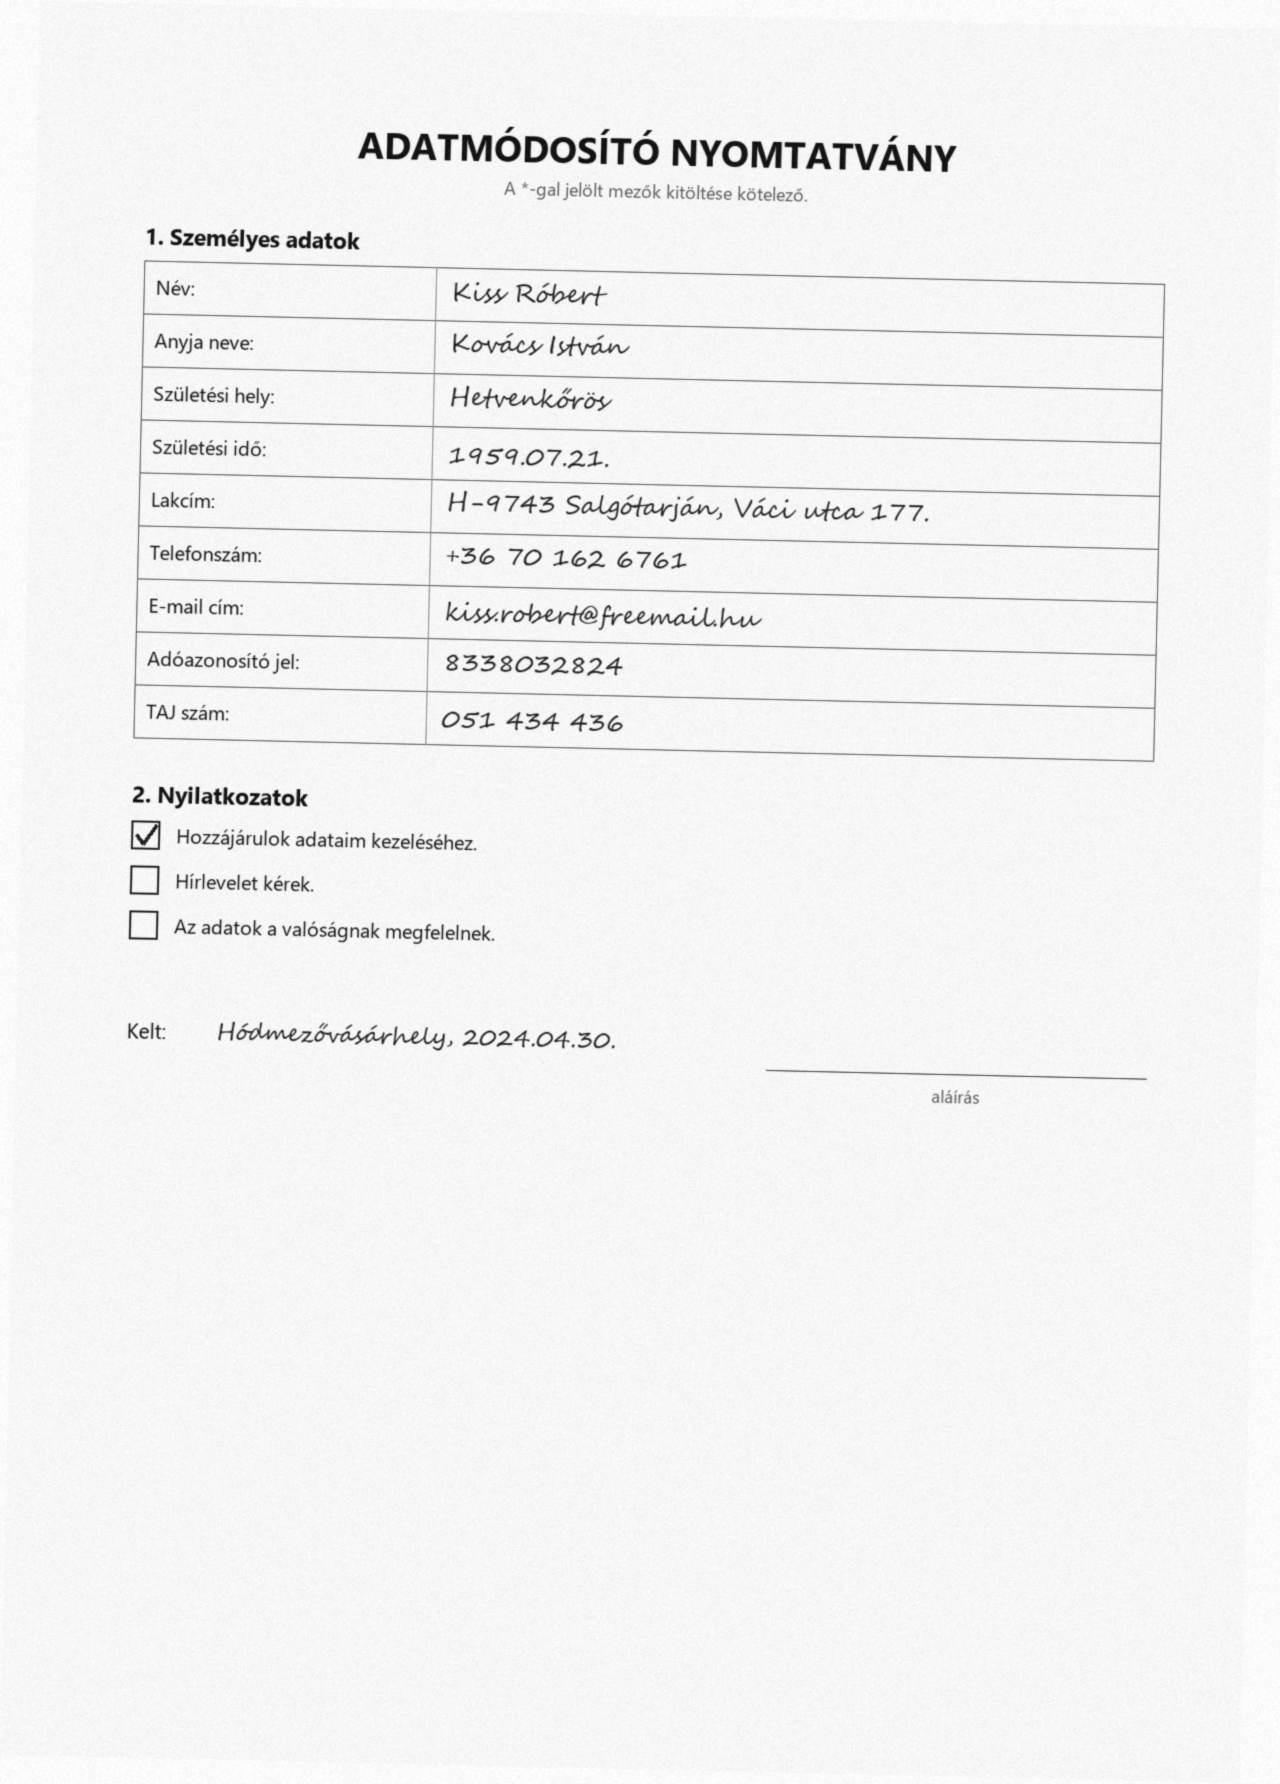 ADATMÓDOSÍTÓ NYOMTATVÁNY
A *-gal jelölt mezők kitöltése kötelező.
1. Személyes adatok
Név: Kiss Róbert
Anyja neve: Kovács István
Születési hely: Hetvenkőrös
Születési idő: 1959.07.21.
Lakcím: H-9743 Salgótarján, Váci utca 177.
Telefonszám: +36 70 162 6761
E-mail cím: kiss.robert@freemail.hu
Adóazonosító jel: 8338032824
TAJ szám: 051 434 436
2. Nyilatkozatok
Hozzájárulok adataim kezeléséhez.
Hírlevelet kérek.
Az adatok a valóságnak megfelelnek.
Kelt: Hódmezővásárhely, 2024.04.30.
aláírás